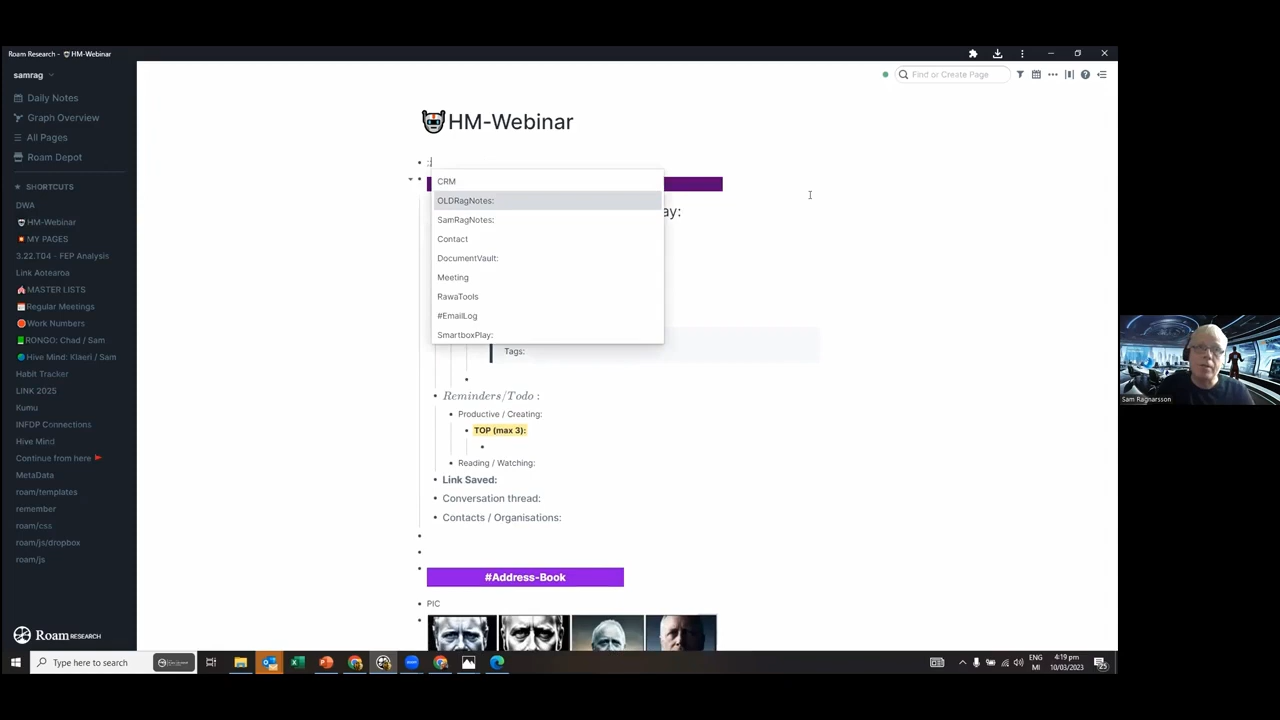 Roam Research - HM-Webinar
samrag
Daily Notes
Graph Overview
All Pages
Roam Depot
SHORTCUTS
DWA
HM-Webinar
MY PAGES
3.22.T04 - FEP Analysis
Link Aotearoa
MASTER LISTS
Regular Meetings
Work Numbers
RONGO: Chad / Sam
Hive Mind: Klaeri / Sam
Habit Tracker
LINK 2025
Kumu
INFDP Connections
Hive Mind
Continue from here
MetaData
roam/templates
remember
roam/css
roam/js/dropbox
roam/js
Roam RESEARCH
Find or Create Page
HM-Webinar
;;
CRM
OLDRagNotes:
SamRagNotes:
Contact
DocumentVault:
Meeting
RawaTools
#EmailLog
SmartboxPlay:
ay:
Tags:
Reminders/Todo :
Productive / Creating:
TOP (max 3):
Reading / Watching:
Link Saved:
Conversation thread:
Contacts / Organisations:
#Address-Book
PIC
Sam Ragnarsson
Type here to search
ENG
MI
4:19 pm
10/03/2023
25